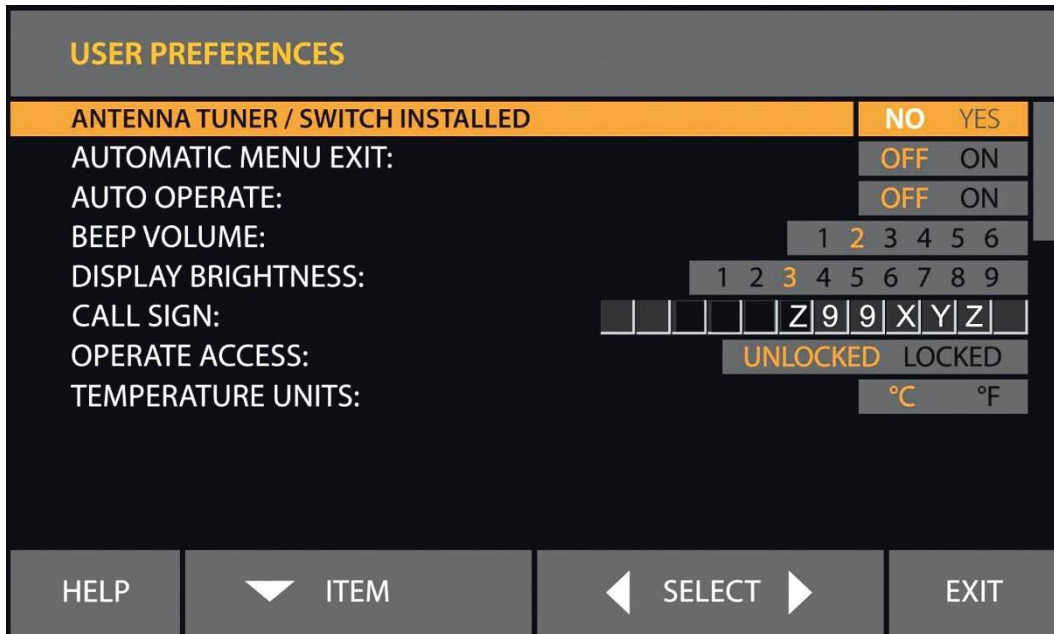 USER PREFERENCES
ANTENNA TUNER / SWITCH INSTALLED NO YES
AUTOMATIC MENU EXIT: OFF ON
AUTO OPERATE: OFF ON
BEEP VOLUME: 1 2 3 4 5 6
DISPLAY BRIGHTNESS: 1 2 3 4 5 6 7 8 9
CALL SIGN: Z 9 9 X Y Z
OPERATE ACCESS: UNLOCKED LOCKED
TEMPERATURE UNITS: °C °F
HELP ITEM SELECT EXIT